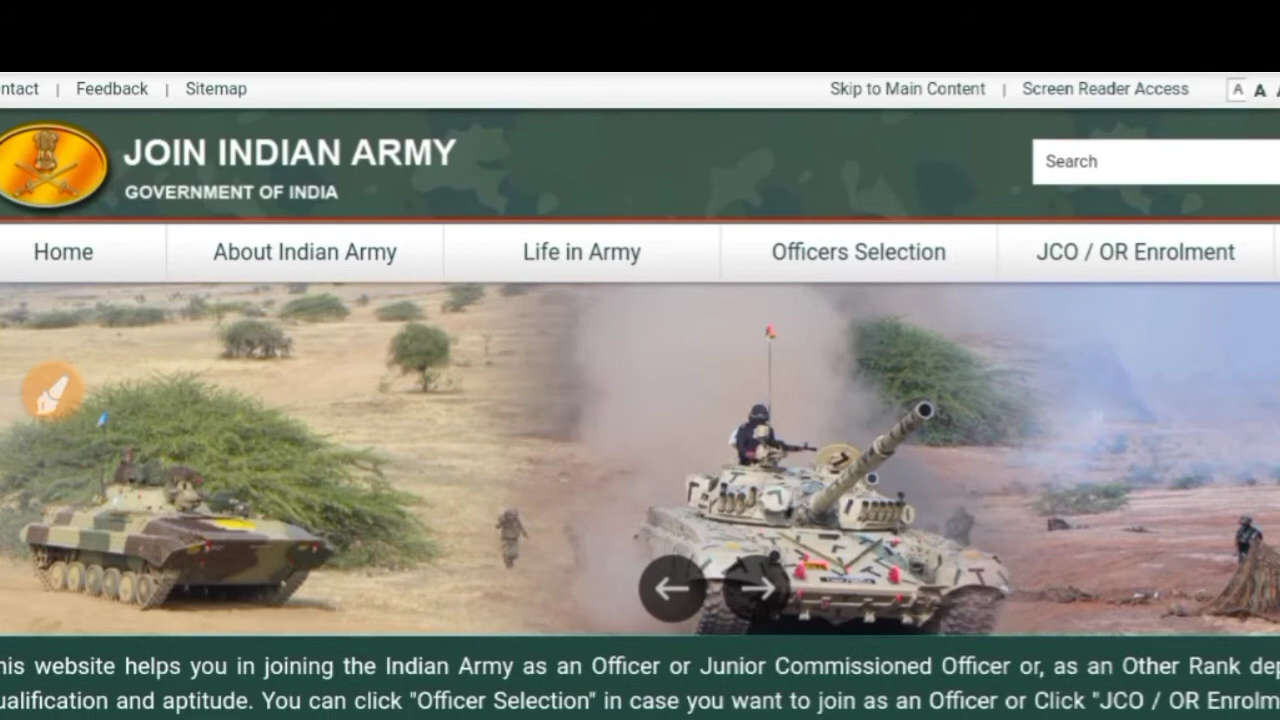 ntact | Feedback | Sitemap Skip to Main Content | Screen Reader Access A A
JOIN INDIAN ARMY
GOVERNMENT OF INDIA
Search
Home About Indian Army Life in Army Officers Selection JCO / OR Enrolment
his website helps you in joining the Indian Army as an Officer or Junior Commissioned Officer or, as an Other Rank dep
ualification and aptitude. You can click "Officer Selection" in case you want to join as an Officer or Click "JCO / OR Enrolm